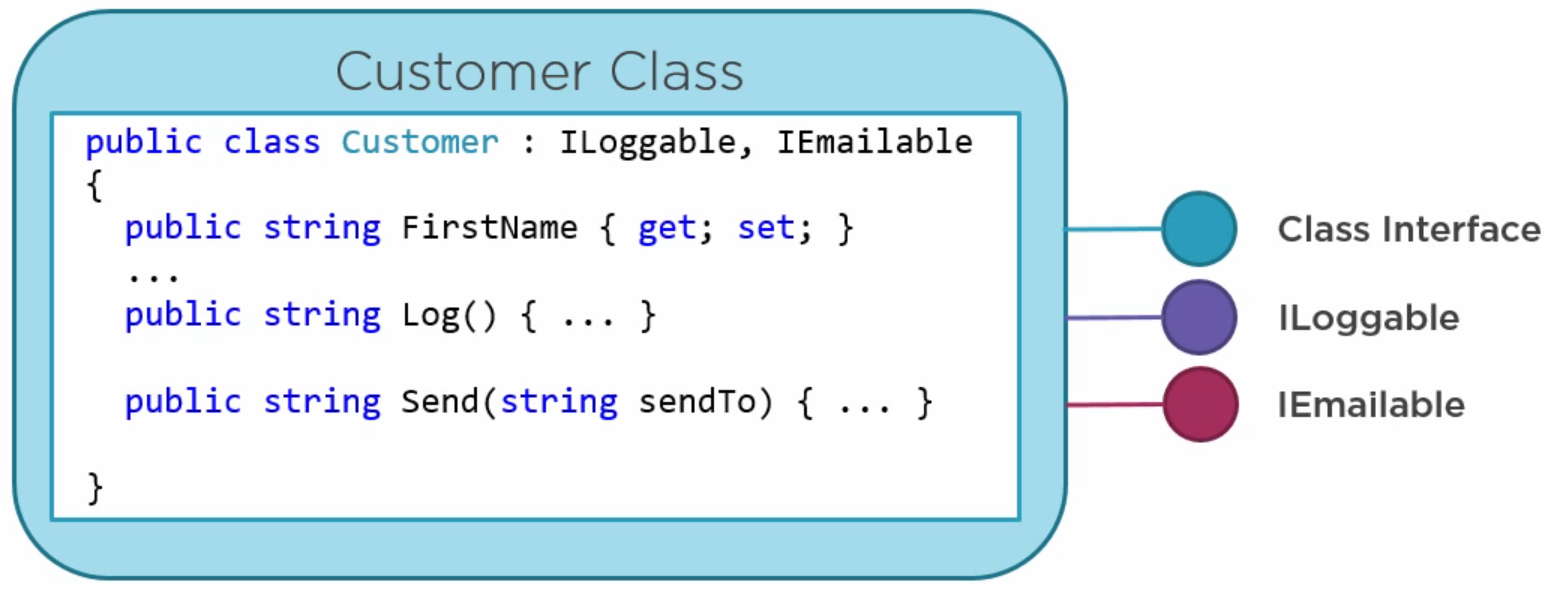 Customer Class
public class Customer : ILoggable, IEmailable
{
public string FirstName { get; set; }
...
public string Log() { ... }
public string Send(string sendTo) { ... }
}
Class Interface
ILoggable
IEmailable